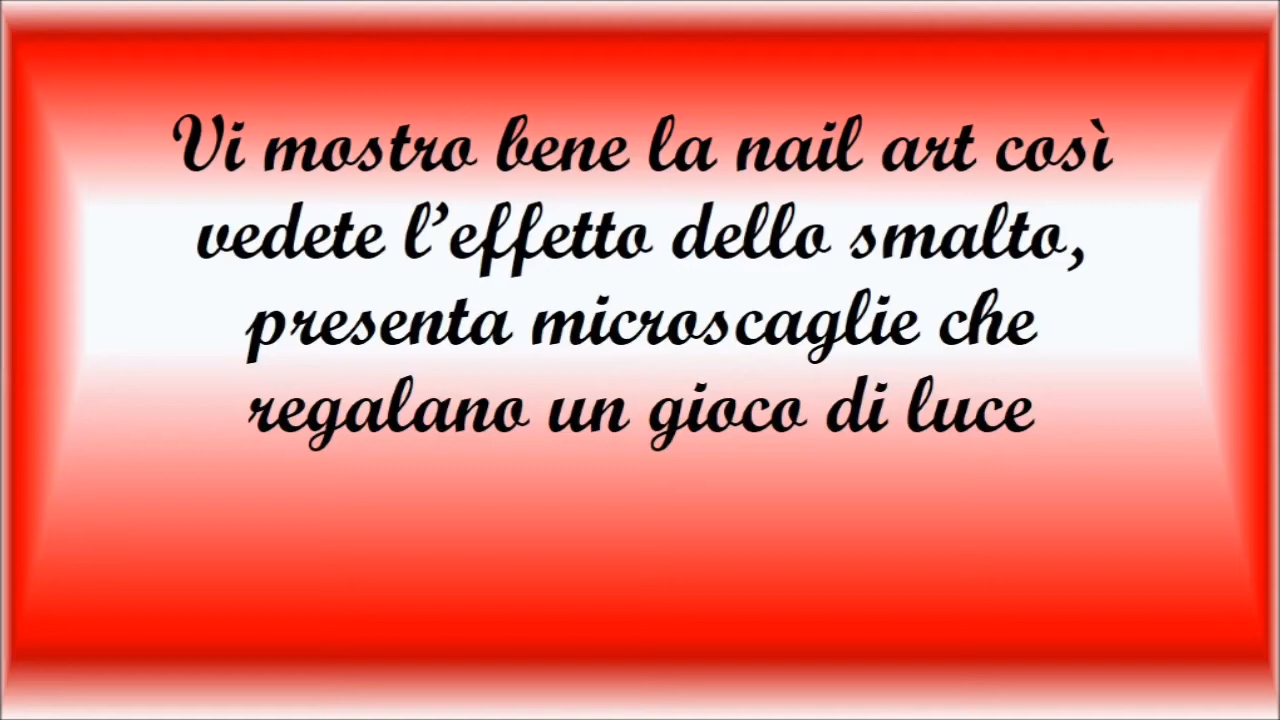 Vi mostro bene la nail art così
vedete l’effetto dello smalto,
presenta microscaglie che
regalano un gioco di luce